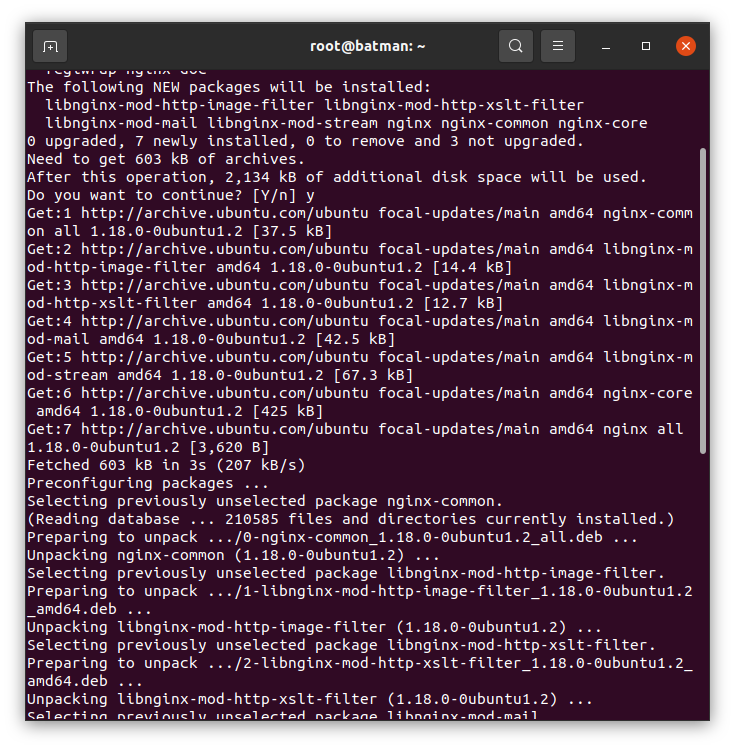 root@batman: ~
fcgiwrap nginx-doc
The following NEW packages will be installed:
  libnginx-mod-http-image-filter libnginx-mod-http-xslt-filter
  libnginx-mod-mail libnginx-mod-stream nginx nginx-common nginx-core
0 upgraded, 7 newly installed, 0 to remove and 3 not upgraded.
Need to get 603 kB of archives.
After this operation, 2,134 kB of additional disk space will be used.
Do you want to continue? [Y/n] y
Get:1 http://archive.ubuntu.com/ubuntu focal-updates/main amd64 nginx-comm
on all 1.18.0-0ubuntu1.2 [37.5 kB]
Get:2 http://archive.ubuntu.com/ubuntu focal-updates/main amd64 libnginx-m
od-http-image-filter amd64 1.18.0-0ubuntu1.2 [14.4 kB]
Get:3 http://archive.ubuntu.com/ubuntu focal-updates/main amd64 libnginx-m
od-http-xslt-filter amd64 1.18.0-0ubuntu1.2 [12.7 kB]
Get:4 http://archive.ubuntu.com/ubuntu focal-updates/main amd64 libnginx-m
od-mail amd64 1.18.0-0ubuntu1.2 [42.5 kB]
Get:5 http://archive.ubuntu.com/ubuntu focal-updates/main amd64 libnginx-m
od-stream amd64 1.18.0-0ubuntu1.2 [67.3 kB]
Get:6 http://archive.ubuntu.com/ubuntu focal-updates/main amd64 nginx-core
 amd64 1.18.0-0ubuntu1.2 [425 kB]
Get:7 http://archive.ubuntu.com/ubuntu focal-updates/main amd64 nginx all
1.18.0-0ubuntu1.2 [3,620 B]
Fetched 603 kB in 3s (207 kB/s)
Preconfiguring packages ...
Selecting previously unselected package nginx-common.
(Reading database ... 210585 files and directories currently installed.)
Preparing to unpack .../0-nginx-common_1.18.0-0ubuntu1.2_all.deb ...
Unpacking nginx-common (1.18.0-0ubuntu1.2) ...
Selecting previously unselected package libnginx-mod-http-image-filter.
Preparing to unpack .../1-libnginx-mod-http-image-filter_1.18.0-0ubuntu1.2
_amd64.deb ...
Unpacking libnginx-mod-http-image-filter (1.18.0-0ubuntu1.2) ...
Selecting previously unselected package libnginx-mod-http-xslt-filter.
Preparing to unpack .../2-libnginx-mod-http-xslt-filter_1.18.0-0ubuntu1.2_
amd64.deb ...
Unpacking libnginx-mod-http-xslt-filter (1.18.0-0ubuntu1.2) ...
Selecting previously unselected package libnginx-mod-mail